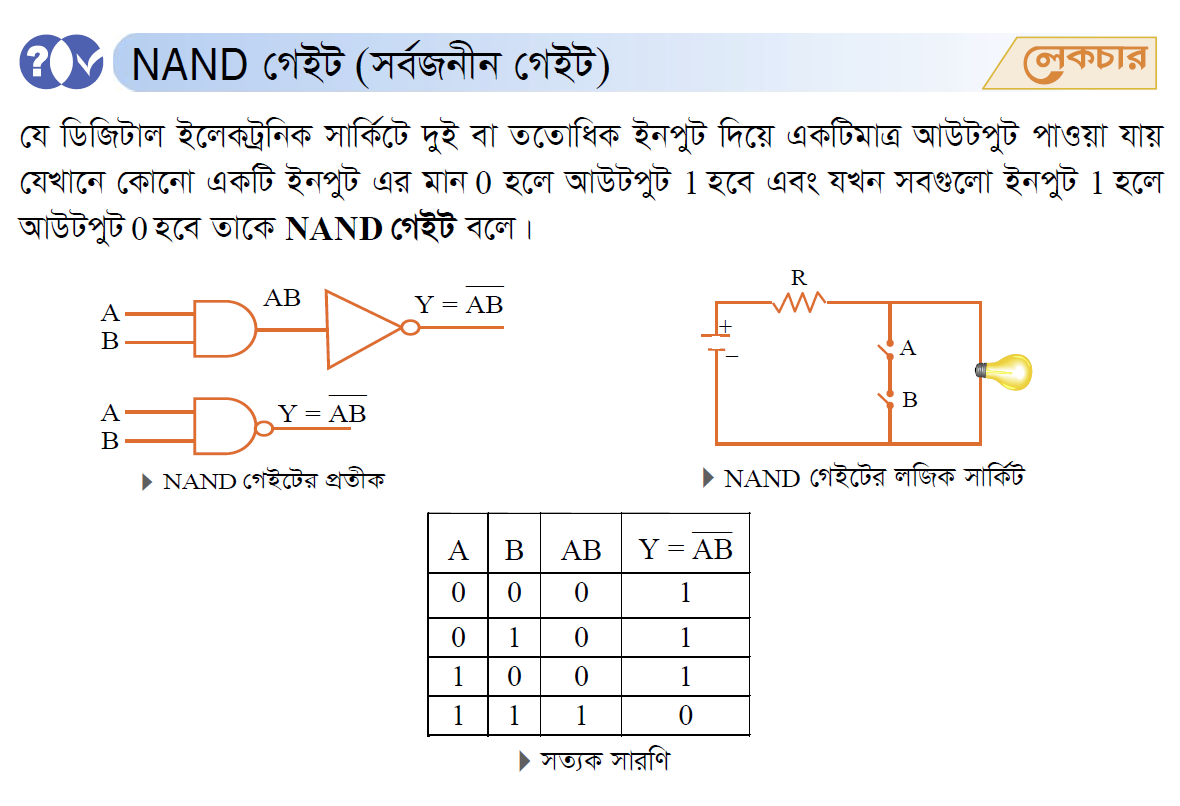 ?
NAND গেইট (সর্বজনীন গেইট)
লেকচার
যে ডিজিটাল ইলেকট্রনিক সার্কিটে দুই বা ততোধিক ইনপুট দিয়ে একটিমাত্র আউটপুট পাওয়া যায়
যেখানে কোনো একটি ইনপুট এর মান 0 হলে আউটপুট 1 হবে এবং যখন সবগুলো ইনপুট 1 হলে
আউটপুট 0 হবে তাকে NAND গেইট বলে।
A
B
AB
Y = A̅B̅
A
B
Y = A̅B̅
NAND গেইটের প্রতীক
R
+
−
A
B
NAND গেইটের লজিক সার্কিট
A B AB Y = A̅B̅
0 0 0 1
0 1 0 1
1 0 0 1
1 1 1 0
সত্যক সারণি